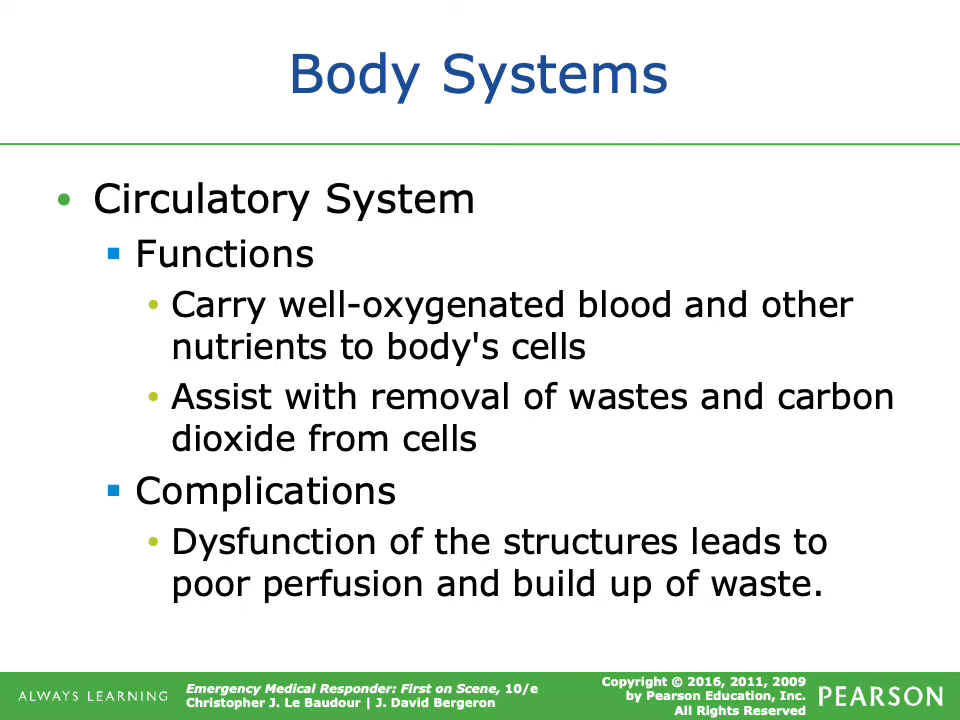 Body Systems
• Circulatory System
▪ Functions
• Carry well-oxygenated blood and other
nutrients to body's cells
• Assist with removal of wastes and carbon
dioxide from cells
▪ Complications
• Dysfunction of the structures leads to
poor perfusion and build up of waste.
ALWAYS LEARNING
Emergency Medical Responder: First on Scene, 10/e
Christopher J. Le Baudour | J. David Bergeron
Copyright © 2016, 2011, 2009
by Pearson Education, Inc.
All Rights Reserved
PEARSON